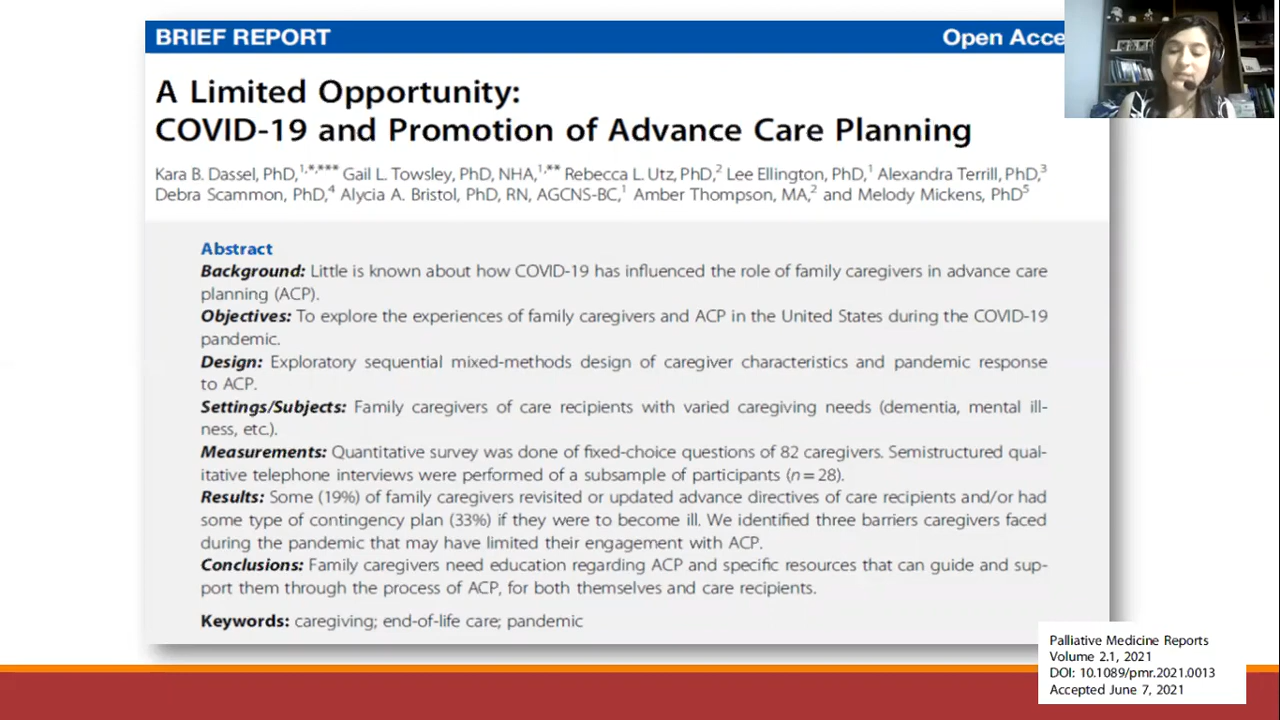 BRIEF REPORT Open Acce
A Limited Opportunity:
COVID-19 and Promotion of Advance Care Planning
Kara B. Dassel, PhD,1,*,*** Gail L. Towsley, PhD, NHA,1,** Rebecca L. Utz, PhD,2 Lee Ellington, PhD,1 Alexandra Terrill, PhD,3
Debra Scammon, PhD,4 Alycia A. Bristol, PhD, RN, AGCNS-BC,1 Amber Thompson, MA,2 and Melody Mickens, PhD5
Abstract
Background: Little is known about how COVID-19 has influenced the role of family caregivers in advance care
planning (ACP).
Objectives: To explore the experiences of family caregivers and ACP in the United States during the COVID-19
pandemic.
Design: Exploratory sequential mixed-methods design of caregiver characteristics and pandemic response
to ACP.
Settings/Subjects: Family caregivers of care recipients with varied caregiving needs (dementia, mental ill-
ness, etc.).
Measurements: Quantitative survey was done of fixed-choice questions of 82 caregivers. Semistructured qual-
itative telephone interviews were performed of a subsample of participants (n = 28).
Results: Some (19%) of family caregivers revisited or updated advance directives of care recipients and/or had
some type of contingency plan (33%) if they were to become ill. We identified three barriers caregivers faced
during the pandemic that may have limited their engagement with ACP.
Conclusions: Family caregivers need education regarding ACP and specific resources that can guide and sup-
port them through the process of ACP, for both themselves and care recipients.
Keywords: caregiving; end-of-life care; pandemic
Palliative Medicine Reports
Volume 2.1, 2021
DOI: 10.1089/pmr.2021.0013
Accepted June 7, 2021